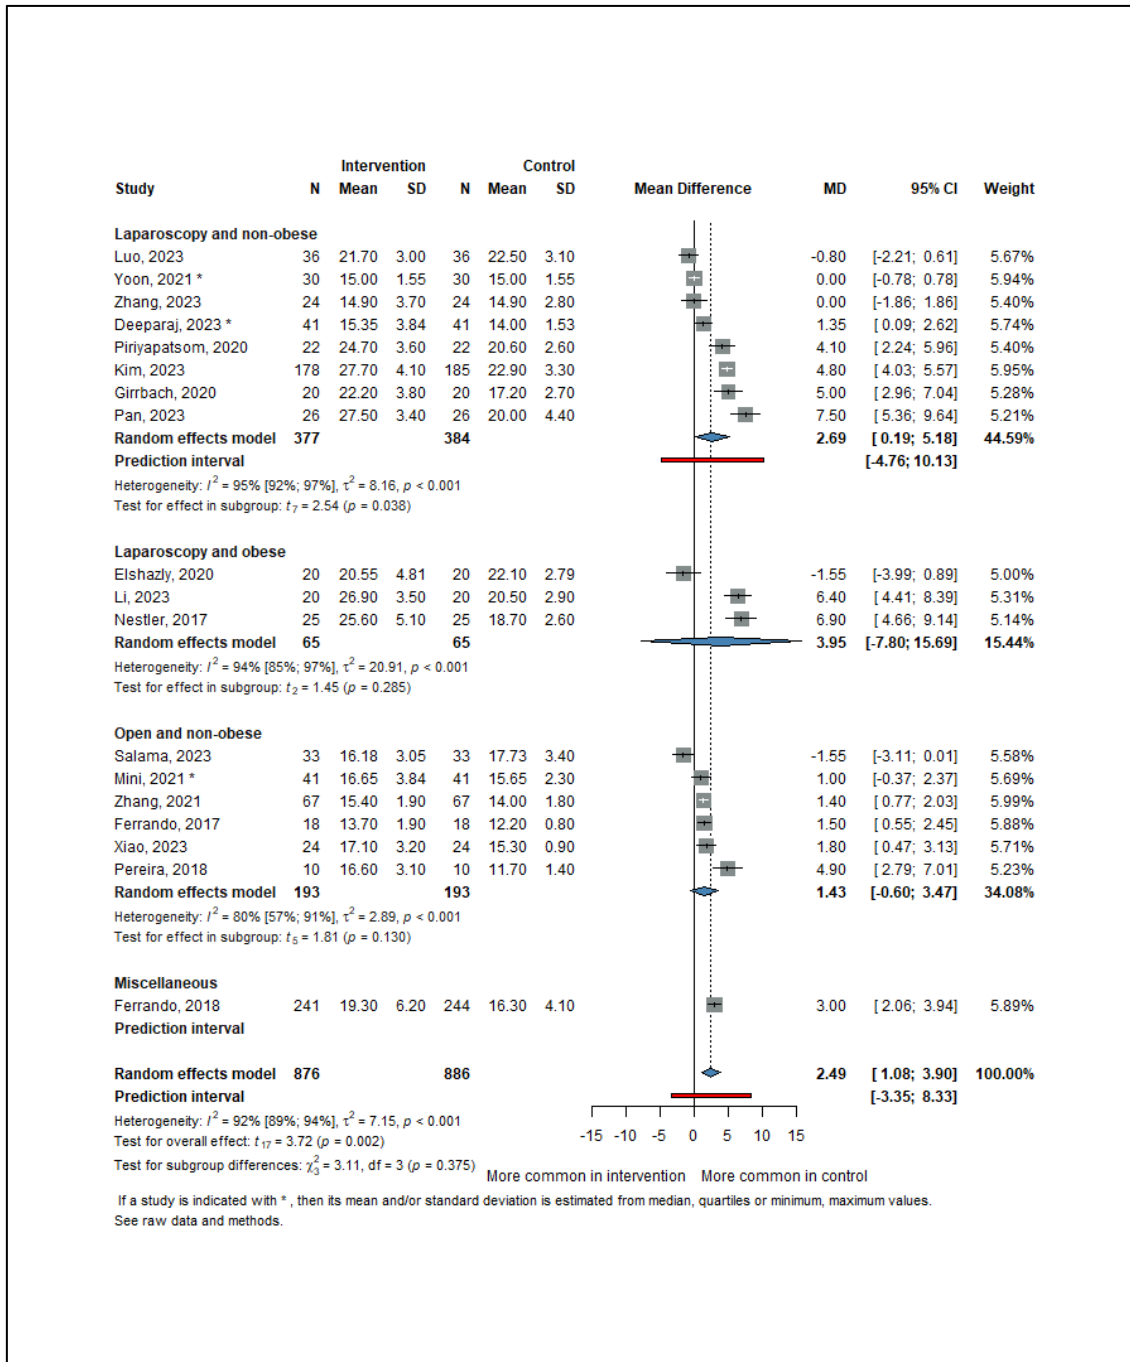 Intervention Control
Study N Mean SD N Mean SD Mean Difference MD 95% CI Weight
Laparoscopy and non-obese
Luo, 2023 36 21.70 3.00 36 22.50 3.10 -0.80 [-2.21; 0.61] 5.67%
Yoon, 2021 * 30 15.00 1.55 30 15.00 1.55 0.00 [-0.78; 0.78] 5.94%
Zhang, 2023 24 14.90 3.70 24 14.90 2.80 0.00 [-1.86; 1.86] 5.40%
Deeparaj, 2023 * 41 15.35 3.84 41 14.00 1.53 1.35 [ 0.09; 2.62] 5.74%
Piriyapatsom, 2020 22 24.70 3.60 22 20.60 2.60 4.10 [ 2.24; 5.96] 5.40%
Kim, 2023 178 27.70 4.10 185 22.90 3.30 4.80 [ 4.03; 5.57] 5.95%
Girrbach, 2020 20 22.20 3.80 20 17.20 2.70 5.00 [ 2.96; 7.04] 5.28%
Pan, 2023 26 27.50 3.40 26 20.00 4.40 7.50 [ 5.36; 9.64] 5.21%
Random effects model 377 384 2.69 [ 0.19; 5.18] 44.59%
Prediction interval [-4.76; 10.13]
Heterogeneity: I² = 95% [92%; 97%], τ² = 8.16, p < 0.001
Test for effect in subgroup: t₇ = 2.54 (p = 0.038)
Laparoscopy and obese
Elshazly, 2020 20 20.55 4.81 20 22.10 2.79 -1.55 [-3.99; 0.89] 5.00%
Li, 2023 20 26.90 3.50 20 20.50 2.90 6.40 [ 4.41; 8.39] 5.31%
Nestler, 2017 25 25.60 5.10 25 18.70 2.60 6.90 [ 4.66; 9.14] 5.14%
Random effects model 65 65 3.95 [-7.80; 15.69] 15.44%
Heterogeneity: I² = 94% [85%; 97%], τ² = 20.91, p < 0.001
Test for effect in subgroup: t₂ = 1.45 (p = 0.285)
Open and non-obese
Salama, 2023 33 16.18 3.05 33 17.73 3.40 -1.55 [-3.11; 0.01] 5.58%
Mini, 2021 * 41 16.65 3.84 41 15.65 2.30 1.00 [-0.37; 2.37] 5.69%
Zhang, 2021 67 15.40 1.90 67 14.00 1.80 1.40 [ 0.77; 2.03] 5.99%
Ferrando, 2017 18 13.70 1.90 18 12.20 0.80 1.50 [ 0.55; 2.45] 5.88%
Xiao, 2023 24 17.10 3.20 24 15.30 0.90 1.80 [ 0.47; 3.13] 5.71%
Pereira, 2018 10 16.60 3.10 10 11.70 1.40 4.90 [ 2.79; 7.01] 5.23%
Random effects model 193 193 1.43 [-0.60; 3.47] 34.08%
Heterogeneity: I² = 80% [57%; 91%], τ² = 2.89, p < 0.001
Test for effect in subgroup: t₅ = 1.81 (p = 0.130)
Miscellaneous
Ferrando, 2018 241 19.30 6.20 244 16.30 4.10 3.00 [ 2.06; 3.94] 5.89%
Prediction interval
Random effects model 876 886 2.49 [ 1.08; 3.90] 100.00%
Prediction interval [-3.35; 8.33]
Heterogeneity: I² = 92% [89%; 94%], τ² = 7.15, p < 0.001
Test for overall effect: t₁₇ = 3.72 (p = 0.002)
-15 -10 -5 0 5 10 15
Test for subgroup differences: χ²₃ = 3.11, df = 3 (p = 0.375)
More common in intervention More common in control
If a study is indicated with * , then its mean and/or standard deviation is estimated from median, quartiles or minimum, maximum values.
See raw data and methods.